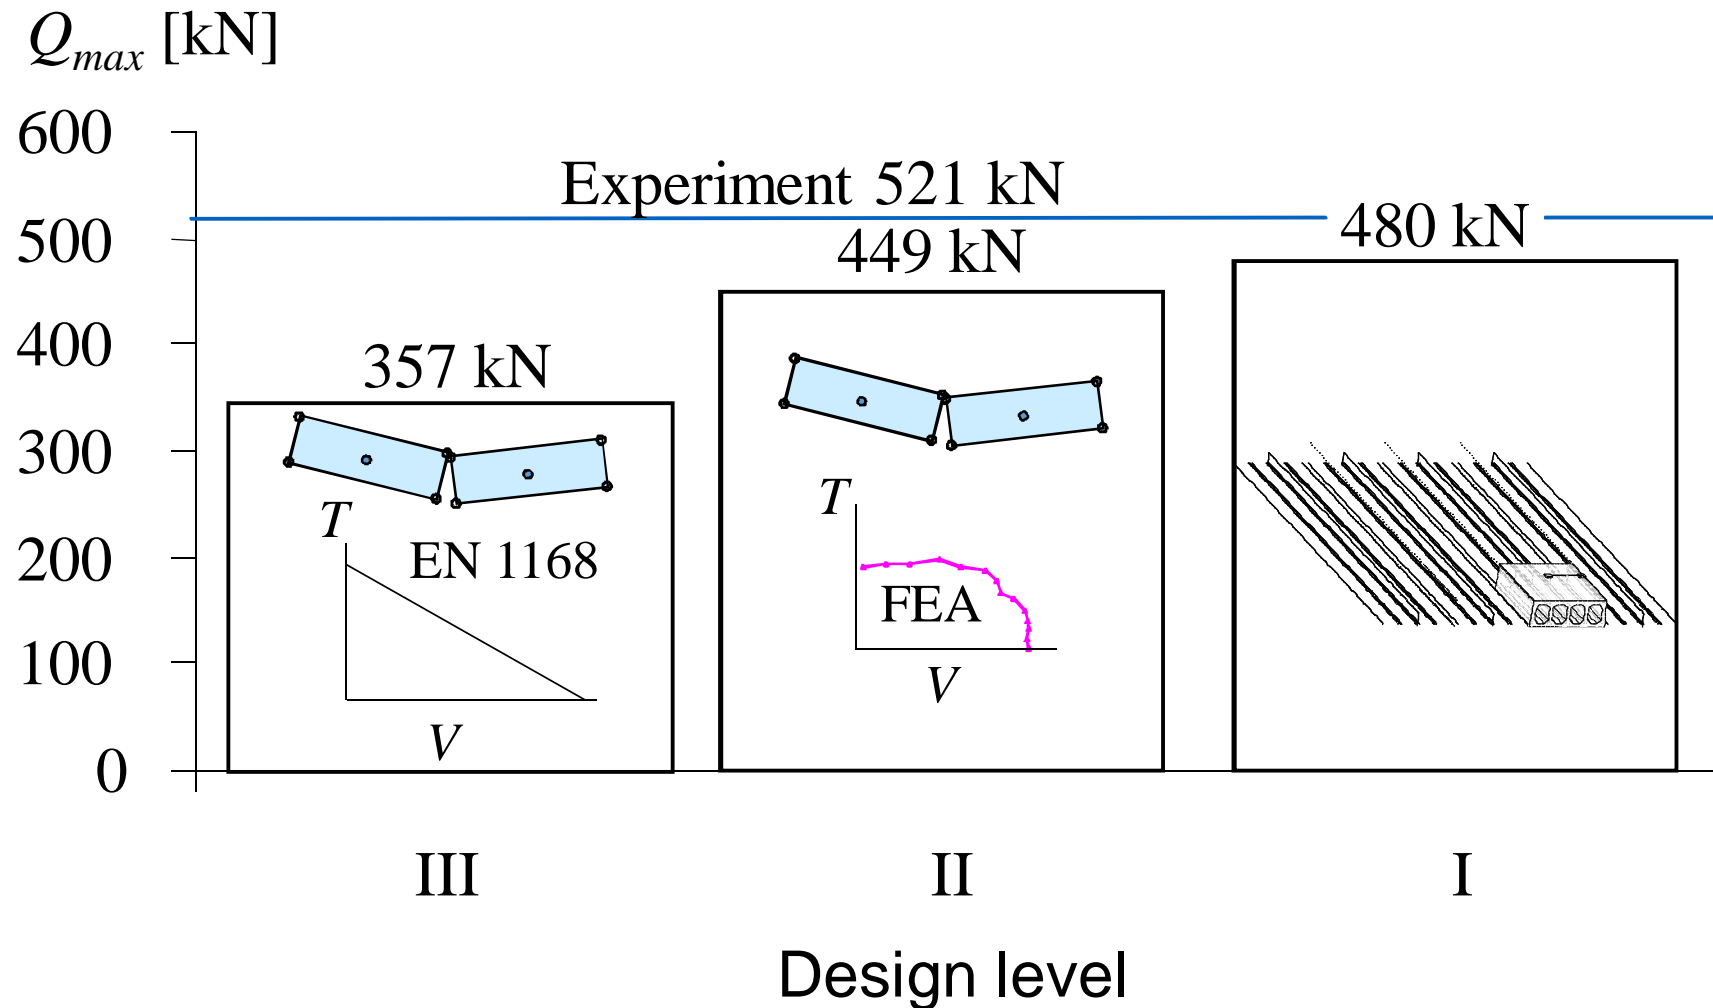 Qmax [kN]
600
Experiment 521 kN
500
480 kN
449 kN
400
357 kN
300
T
EN 1168
V
T
FEA
V
200
100
0
III
II
I
Design level